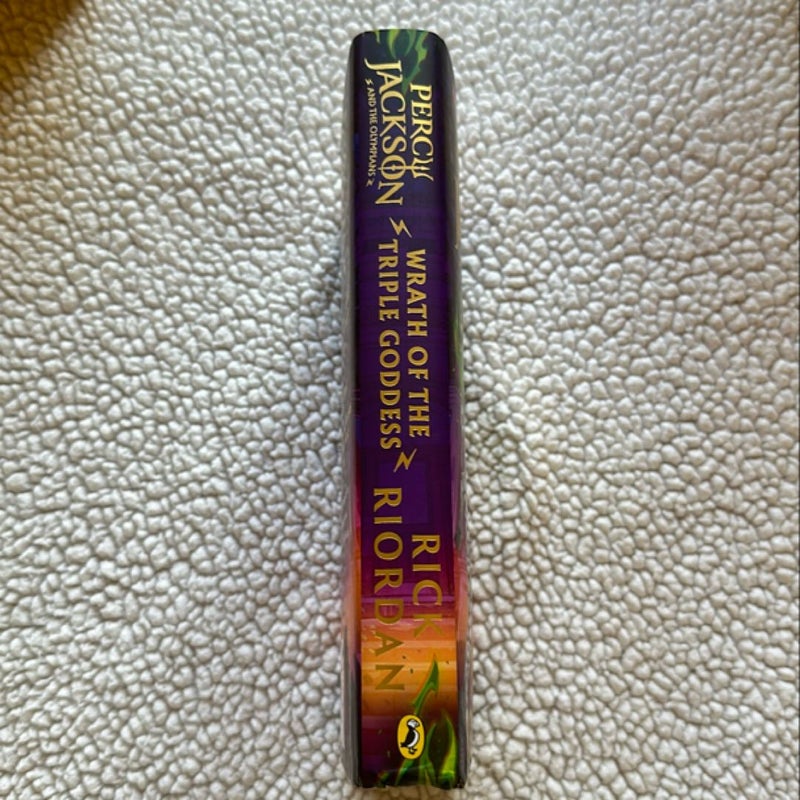 PERCY
JACKSON
AND THE OLYMPIANS
WRATH OF THE
TRIPLE GODDESS
RICK
RIORDAN